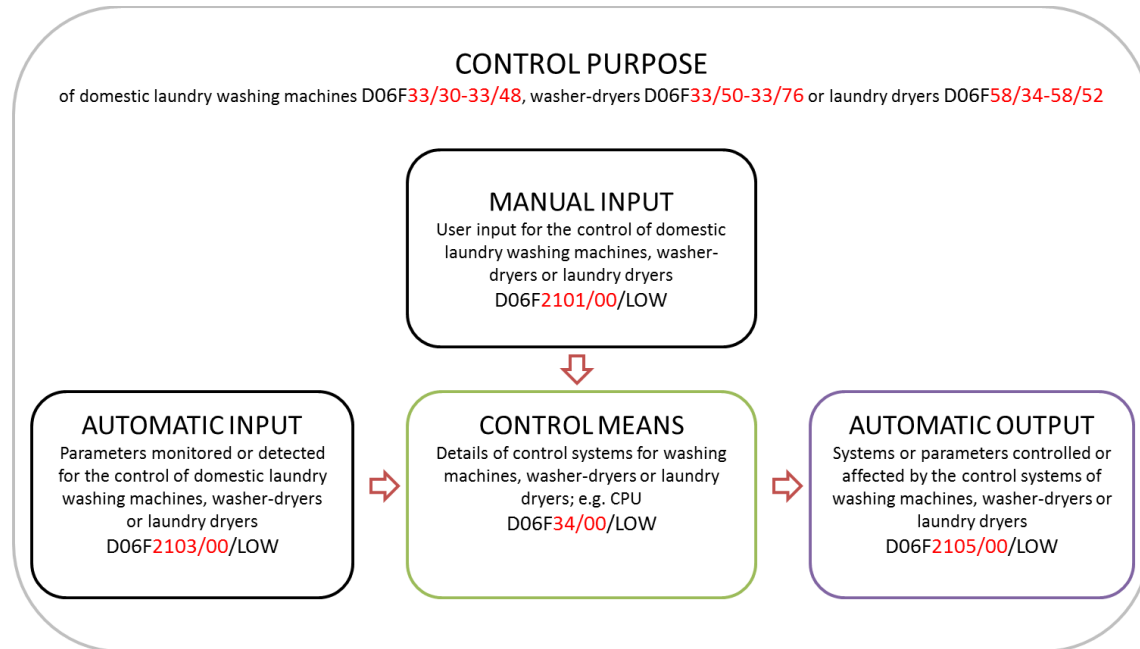 CONTROL PURPOSE
of domestic laundry washing machines D06F33/30-33/48, washer-dryers D06F33/50-33/76 or laundry dryers D06F58/34-58/52
MANUAL INPUT
User input for the control of domestic
laundry washing machines, washer-
dryers or laundry dryers
D06F2101/00/LOW
AUTOMATIC INPUT
Parameters monitored or detected
for the control of domestic laundry
washing machines, washer-dryers
or laundry dryers
D06F2103/00/LOW
CONTROL MEANS
Details of control systems for washing
machines, washer-dryers or laundry
dryers; e.g. CPU
D06F34/00/LOW
AUTOMATIC OUTPUT
Systems or parameters controlled or
affected by the control systems of
washing machines, washer-dryers or
laundry dryers
D06F2105/00/LOW